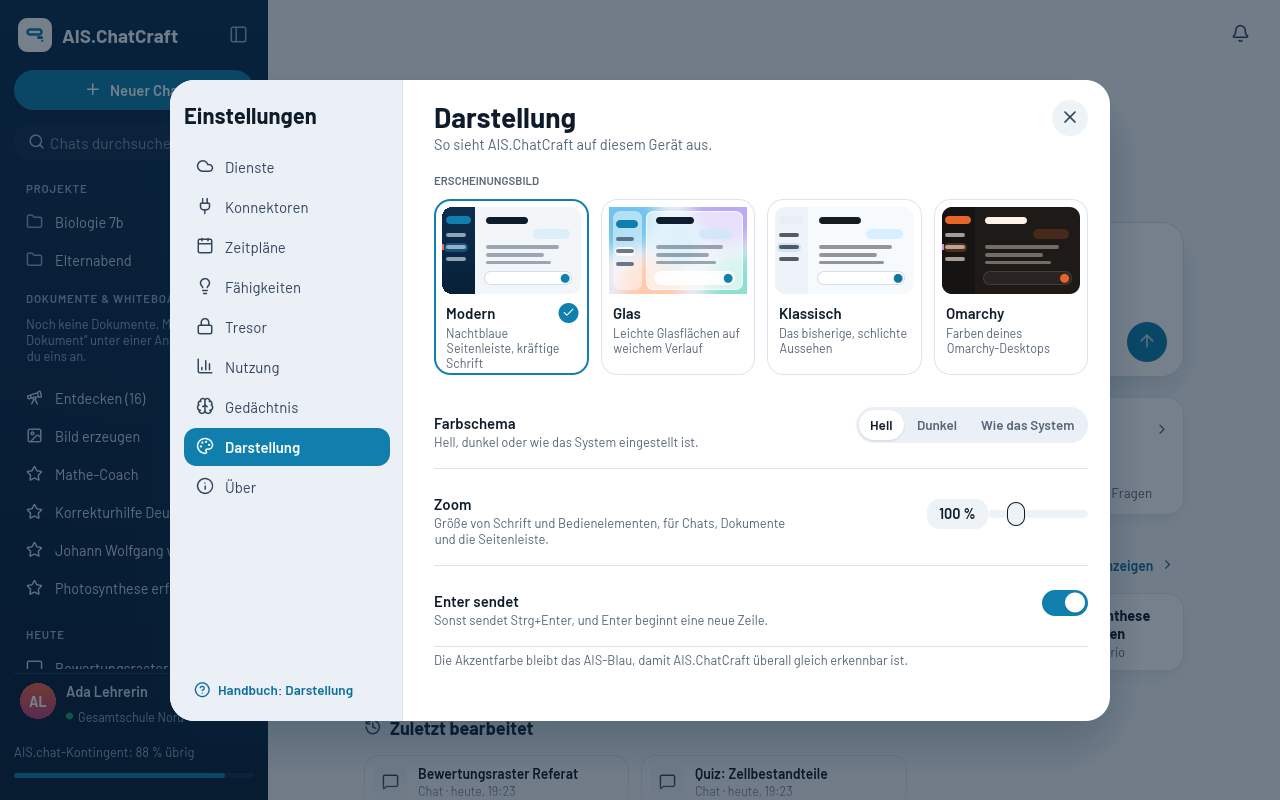 AIS.ChatCraft
Neuer Cha
Chats durchsuche
PROJEKTE
Biologie 7b
Elternabend
DOKUMENTE & WHITEBOA
Noch keine Dokumente. M
Dokument" unter einer An
du eins an.
Entdecken (16)
Bild erzeugen
Mathe-Coach
Korrekturhilfe Deu
Johann Wolfgang v
Photosynthese erf
HEUTE
Bewertungsraster
AL
Ada Lehrerin
Gesamtschule Nord
AIS.chat-Kontingent: 88 % übrig
Einstellungen
Dienste
Konnektoren
Zeitpläne
Fähigkeiten
Tresor
Nutzung
Gedächtnis
Darstellung
Über
Handbuch: Darstellung
Darstellung
So sieht AIS.ChatCraft auf diesem Gerät aus.
ERSCHEINUNGSBILD
Modern
Nachtblaue
Seitenleiste, kräftige
Schrift
Glas
Leichte Glasflächen auf
weichem Verlauf
Klassisch
Das bisherige, schlichte
Aussehen
Omarchy
Farben deines
Omarchy-Desktops
Farbschema
Hell, dunkel oder wie das System eingestellt ist.
Hell
Dunkel
Wie das System
Zoom
Größe von Schrift und Bedienelementen, für Chats, Dokumente
und die Seitenleiste.
100 %
Enter sendet
Sonst sendet Strg+Enter, und Enter beginnt eine neue Zeile.
Die Akzentfarbe bleibt das AIS-Blau, damit AIS.ChatCraft überall gleich erkennbar ist.
Fragen
nzeigen
nthese
en
rio
Zuletzt bearbeitet
Bewertungsraster Referat
Chat · heute, 19:23
Quiz: Zellbestandteile
Chat · heute, 19:23